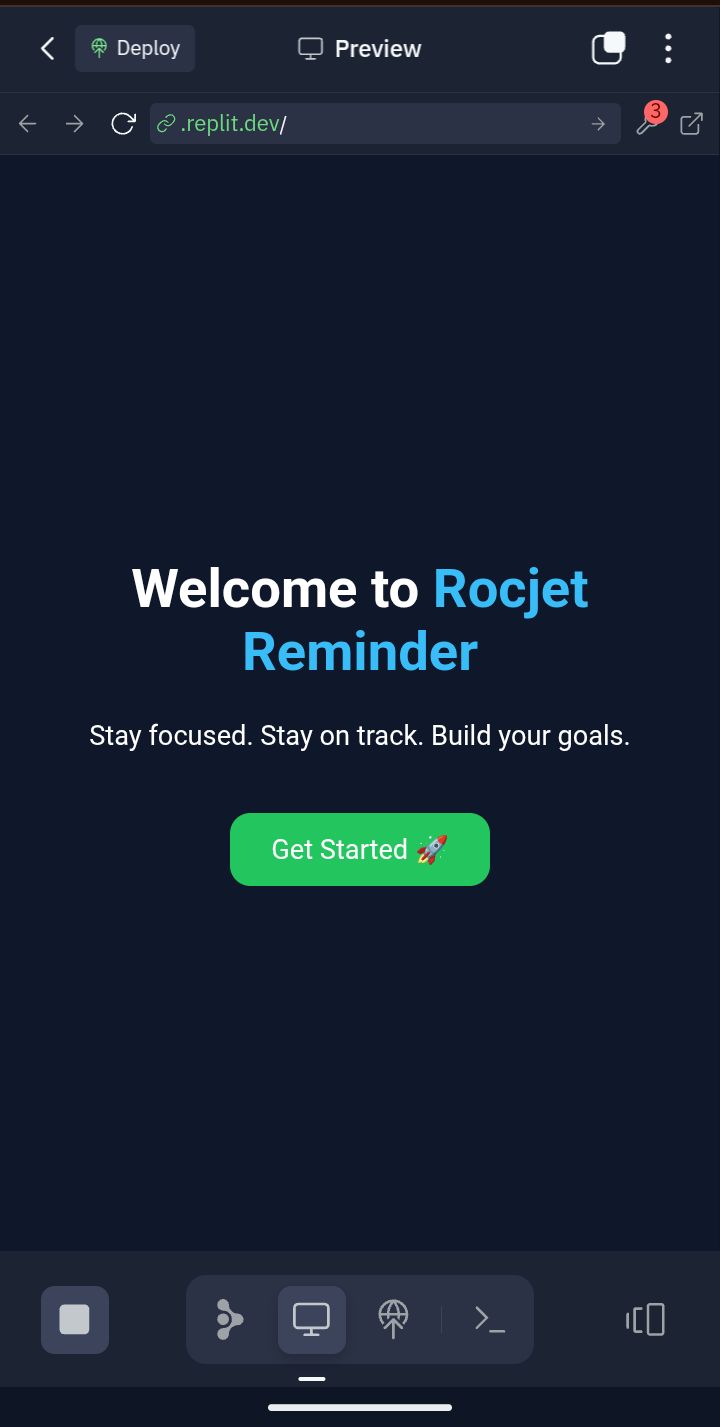 Deploy
Preview
.replit.dev/
3
Welcome to Rocjet
Reminder
Stay focused. Stay on track. Build your goals.
Get Started 🚀